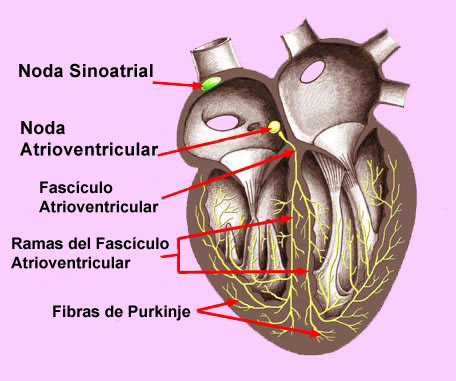 Noda Sinoatrial
Noda
Atrioventricular
Fascículo
Atrioventricular
Ramas del Fascículo
Atrioventricular
Fibras de Purkinje